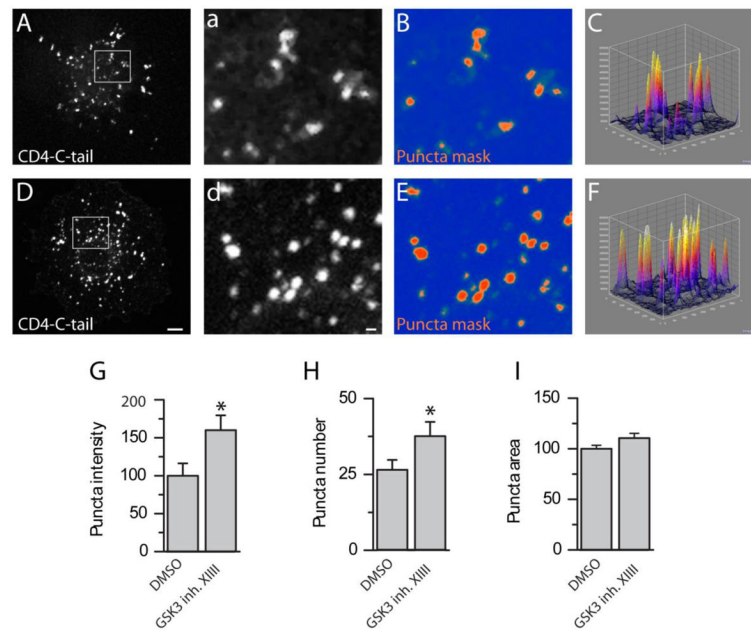 A
CD4-C-tail
a
B
Puncta mask
C
D
CD4-C-tail
d
E
Puncta mask
F
G
Puncta intensity
200
150
100
50
0
*
DMSO
GSK3 inh. XIIII
H
Puncta number
50
25
0
*
DMSO
GSK3 inh. XIIII
I
Puncta area
150
100
50
0
DMSO
GSK3 inh. XIIII